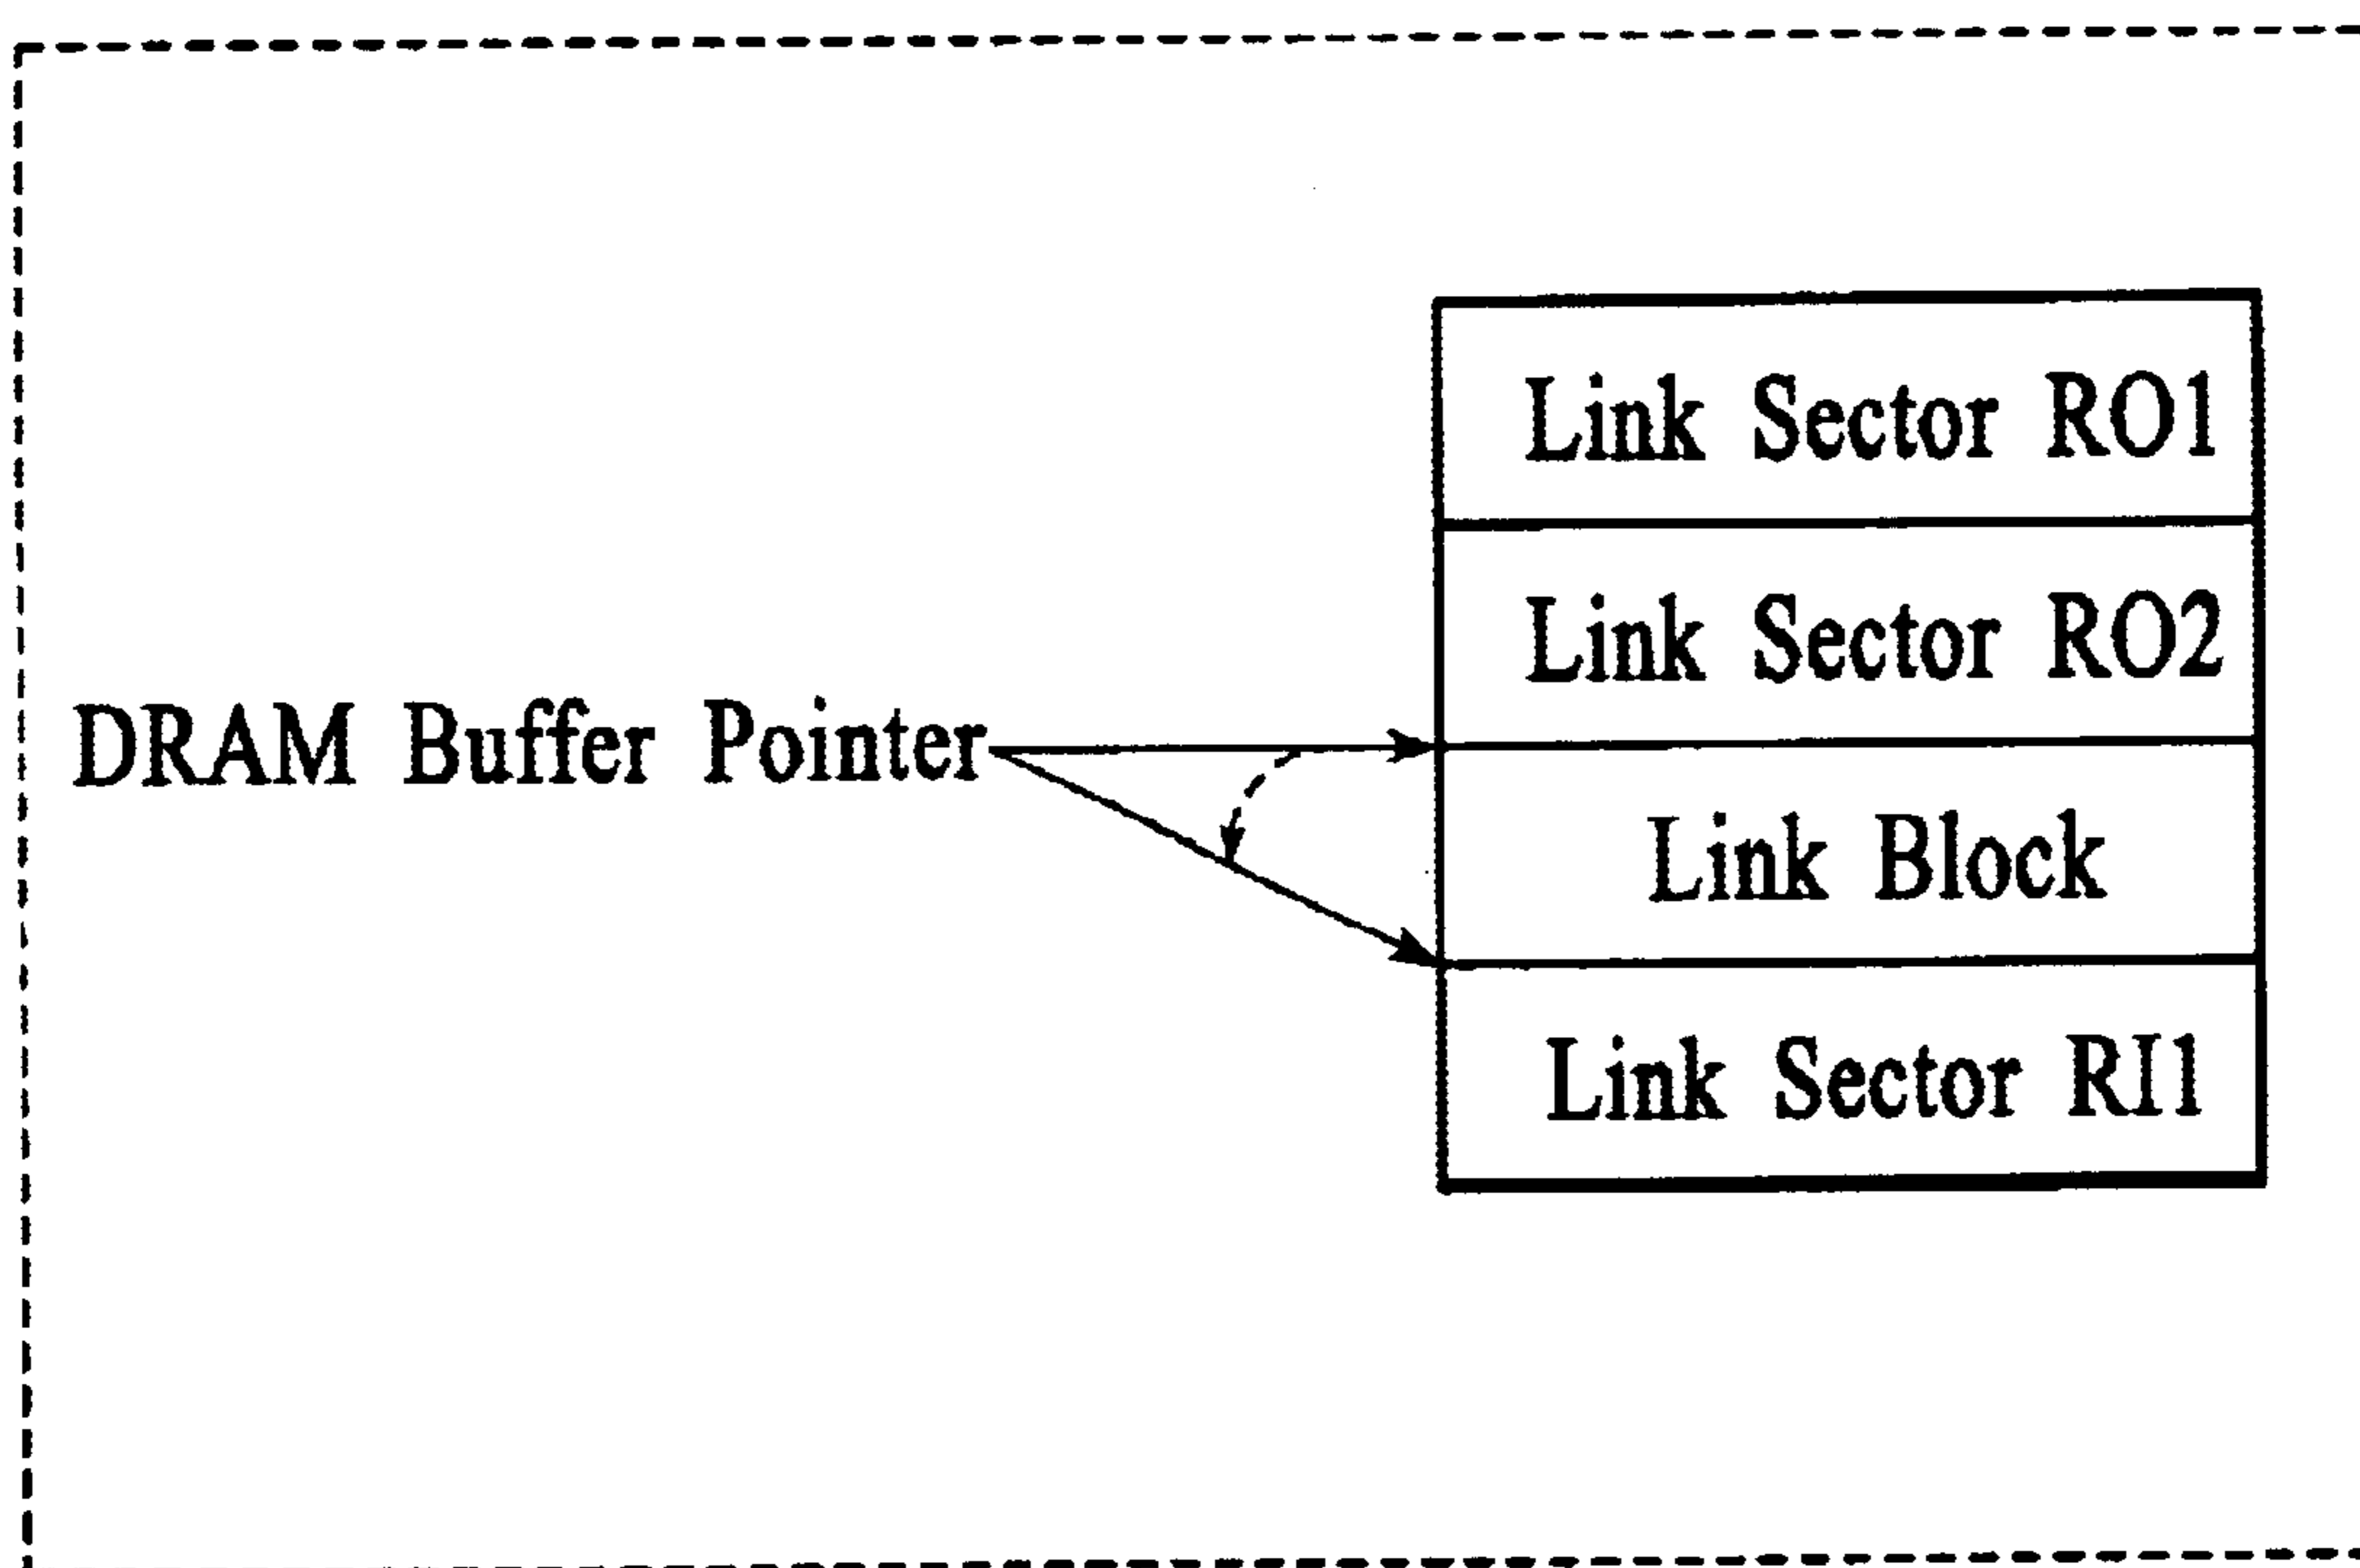 Link Sector RO1
Link Sector RO2
DRAM Buffer Pointer
Link Block
Link Sector RI1